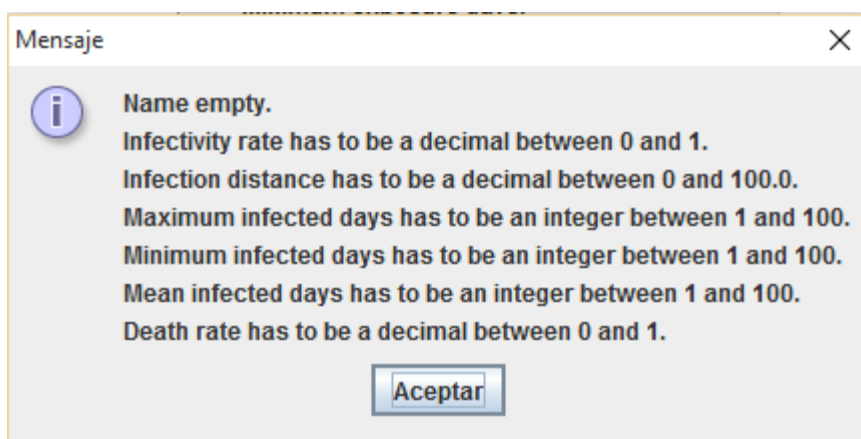 Mensaje
Name empty.
Infectivity rate has to be a decimal between 0 and 1.
Infection distance has to be a decimal between 0 and 100.0.
Maximum infected days has to be an integer between 1 and 100.
Minimum infected days has to be an integer between 1 and 100.
Mean infected days has to be an integer between 1 and 100.
Death rate has to be a decimal between 0 and 1.
Aceptar